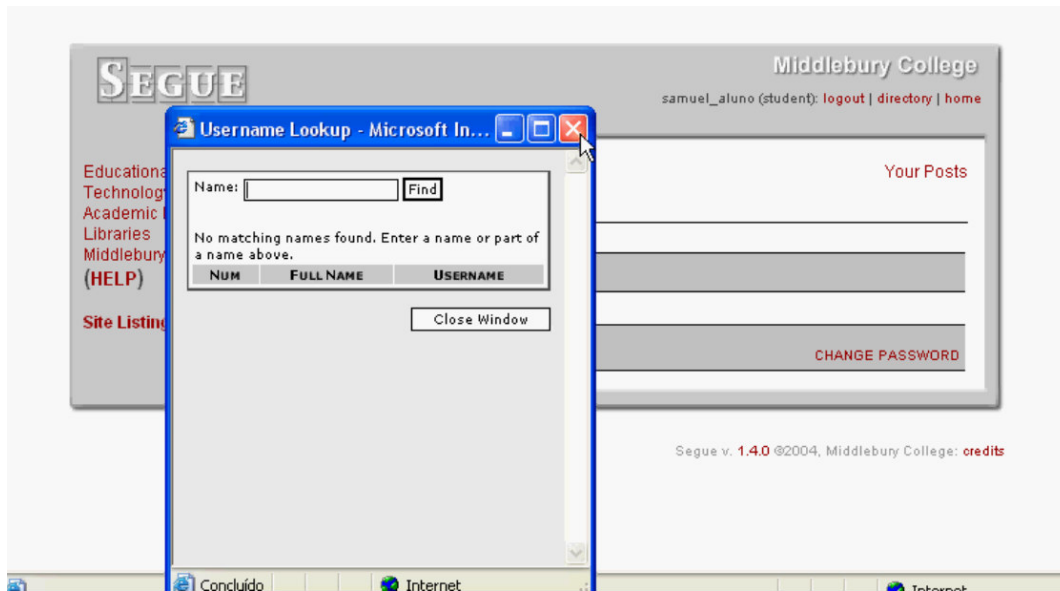 SEGUE
Middlebury College
samuel_aluno (student): logout | directory | home
Username Lookup - Microsoft In...
Your Posts
Name: Find
No matching names found. Enter a name or part of
a name above.
NUM FULL NAME USERNAME
Close Window
Educationa
Technolog
Academic
Libraries
Middlebury
(HELP)
Site Listing
CHANGE PASSWORD
Segue v. 1.4.0 ©2004, Middlebury College: credits
Concluído Internet
Internet